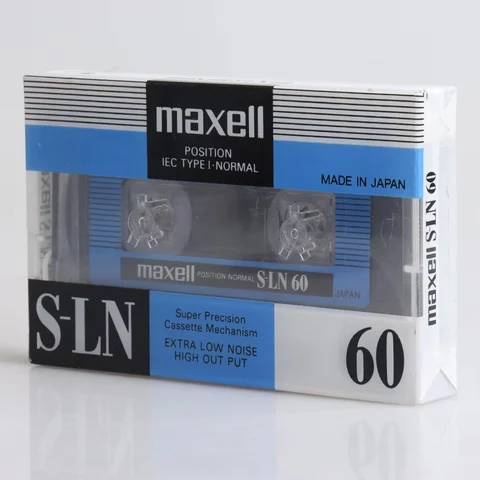 maxell
POSITION
IEC TYPE I·NORMAL
MADE IN JAPAN
maxell
maxell POSITION·NORMAL S-LN 60
JAPAN
S-LN
Super Precision
Cassette Mechanism
EXTRA LOW NOISE
HIGH OUT PUT
60
maxell S-LN 60